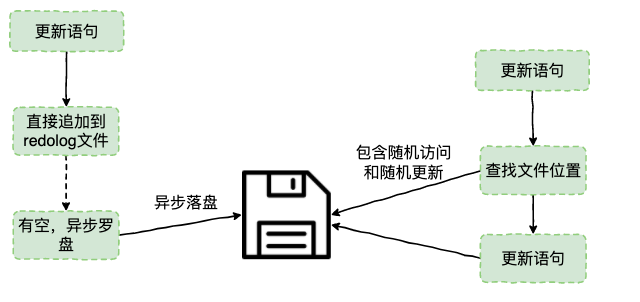 更新语句
直接追加到
redolog文件
有空，异步罗
盘
异步落盘
包含随机访问
和随机更新
更新语句
查找文件位置
更新语句